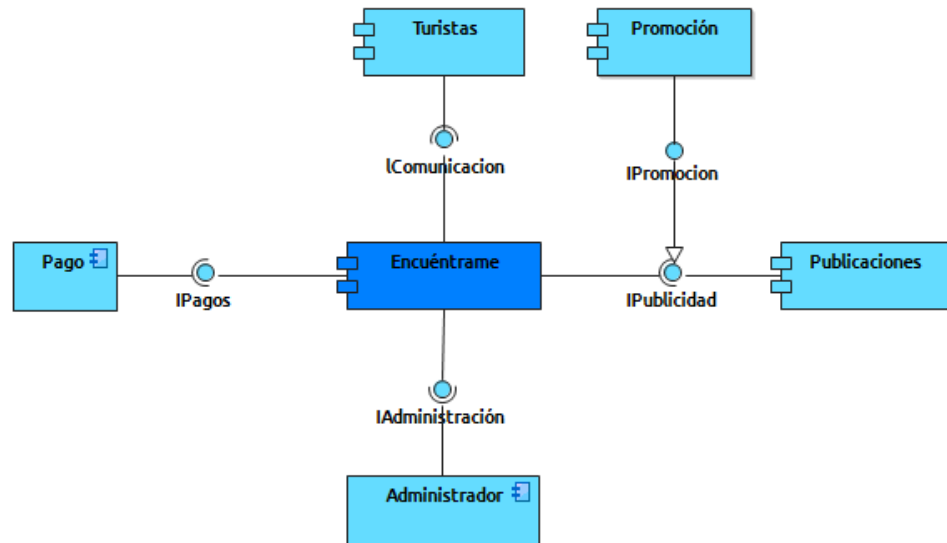 Turistas
Promoción
lComunicacion
IPromocion
Pago
Encuéntrame
Publicaciones
IPagos
IPublicidad
IAdministración
Administrador